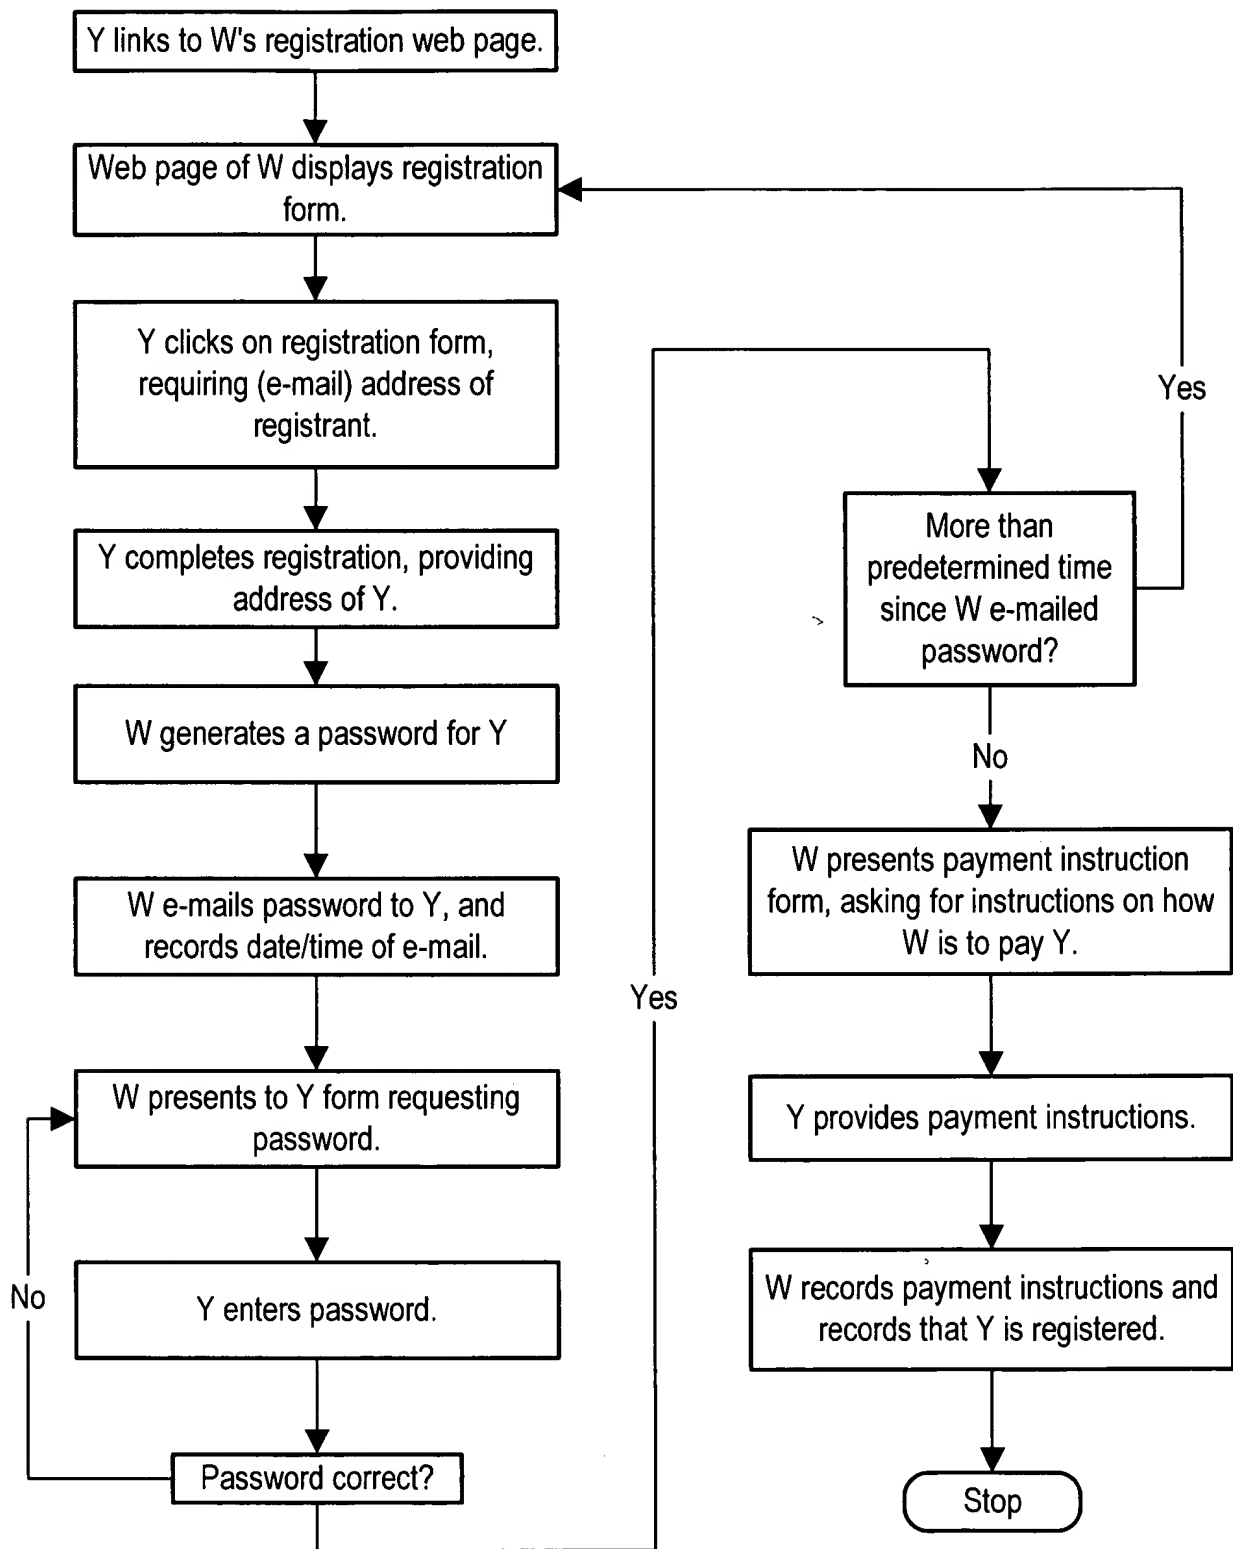 Y links to W's registration web page.
Web page of W displays registration
form.
Y clicks on registration form,
requiring (e-mail) address of
registrant.
Y completes registration, providing
address of Y.
W generates a password for Y
W e-mails password to Y, and
records date/time of e-mail.
W presents to Y form requesting
password.
Y enters password.
No
Password correct?
Yes
More than
predetermined time
since W e-mailed
password?
Yes
No
W presents payment instruction
form, asking for instructions on how
W is to pay Y.
Y provides payment instructions.
W records payment instructions and
records that Y is registered.
Stop